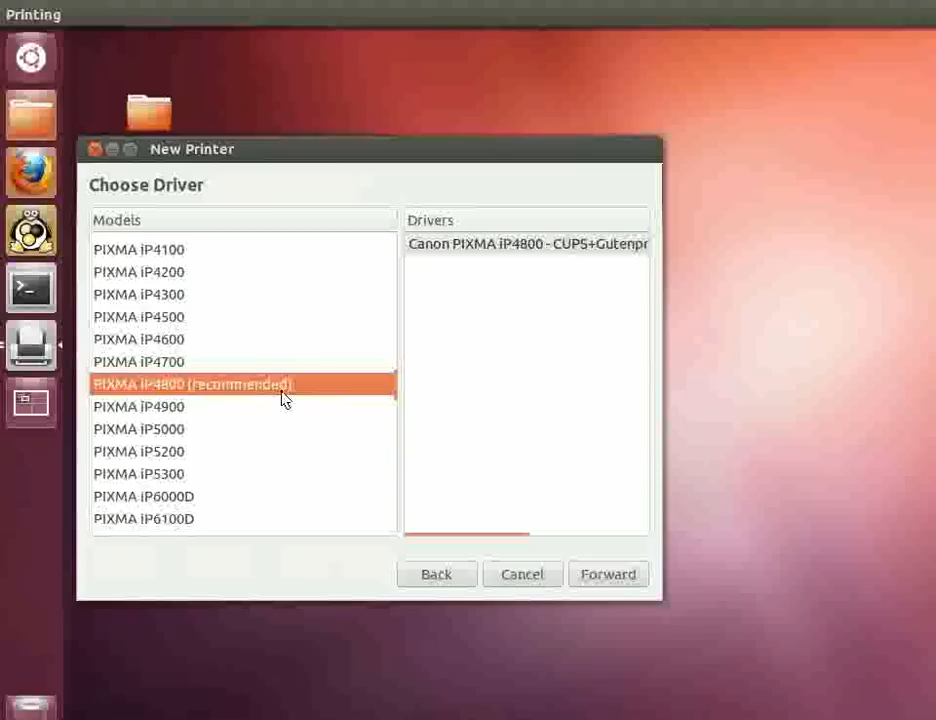 Printing
New Printer
Choose Driver
Models
Drivers
PIXMA iP4100
Canon PIXMA iP4800 - CUPS+Gutenpr
PIXMA iP4200
PIXMA iP4300
PIXMA iP4500
PIXMA iP4600
PIXMA iP4700
PIXMA iP4800 (recommended)
PIXMA iP4900
PIXMA iP5000
PIXMA iP5200
PIXMA iP5300
PIXMA iP6000D
PIXMA iP6100D
Back
Cancel
Forward